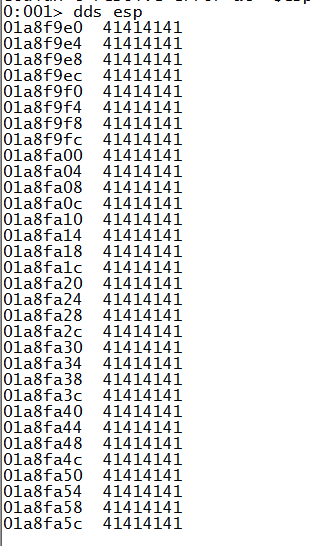 0:001> dds esp
01a8f9e0  41414141
01a8f9e4  41414141
01a8f9e8  41414141
01a8f9ec  41414141
01a8f9f0  41414141
01a8f9f4  41414141
01a8f9f8  41414141
01a8f9fc  41414141
01a8fa00  41414141
01a8fa04  41414141
01a8fa08  41414141
01a8fa0c  41414141
01a8fa10  41414141
01a8fa14  41414141
01a8fa18  41414141
01a8fa1c  41414141
01a8fa20  41414141
01a8fa24  41414141
01a8fa28  41414141
01a8fa2c  41414141
01a8fa30  41414141
01a8fa34  41414141
01a8fa38  41414141
01a8fa3c  41414141
01a8fa40  41414141
01a8fa44  41414141
01a8fa48  41414141
01a8fa4c  41414141
01a8fa50  41414141
01a8fa54  41414141
01a8fa58  41414141
01a8fa5c  41414141